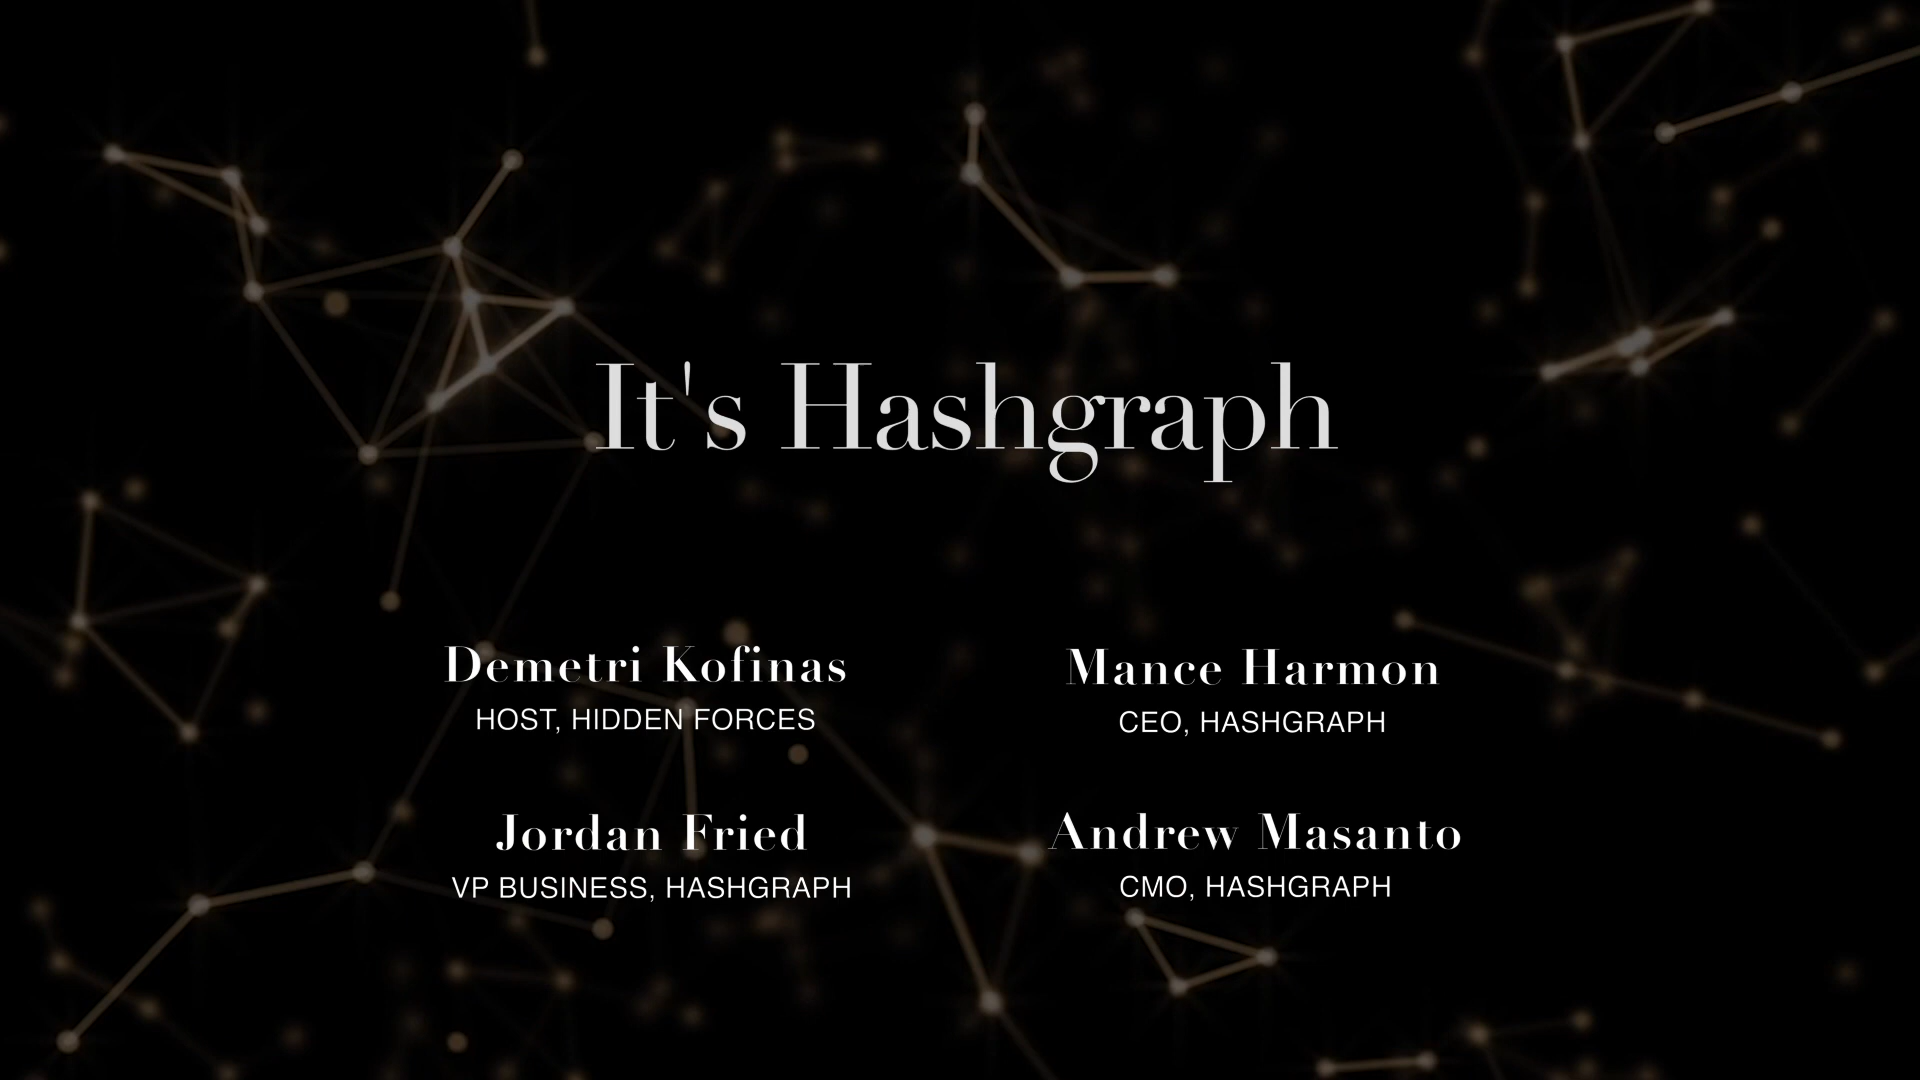 It's Hashgraph
Demetri Kofinas
HOST, HIDDEN FORCES
Mance Harmon
CEO, HASHGRAPH
Jordan Fried
VP BUSINESS, HASHGRAPH
Andrew Masanto
CMO, HASHGRAPH